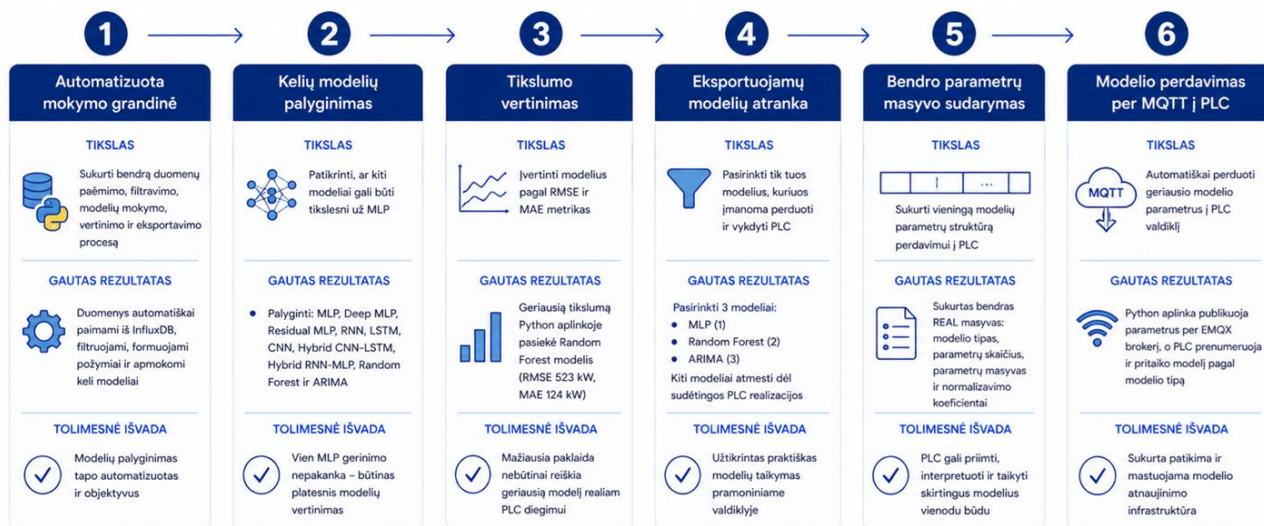 1
Automatizuota
mokymo grandinė
TIKSLAS
Sukurti bendrą duomenų
paėmimo, filtravimo,
modelių mokymo,
vertinimo ir eksportavimo
procesą
GAUTAS REZULTATAS
Duomenys automatiškai
paimami iš InfluxDB,
filtruojami, formuojami
požymiai ir apmokomi
keli modeliai
TOLIMESNĖ IŠVADA
Modelių palyginimas
tapo automatizuotas
ir objektyvus
2
Kelių modelių
palyginimas
TIKSLAS
Patikrinti, ar kiti
modeliai gali būti
tikslesni už MLP
GAUTAS REZULTATAS
• Palyginti: MLP, Deep MLP,
Residual MLP, RNN, LSTM,
CNN, Hybrid CNN-LSTM,
Hybrid RNN-MLP, Random
Forest ir ARIMA
TOLIMESNĖ IŠVADA
Vien MLP gerinimo
nepakanka – būtinas
platesnis modelių
vertinimas
3
Tikslumo
vertinimas
TIKSLAS
Įvertinti modelius
pagal RMSE ir
MAE metrikas
GAUTAS REZULTATAS
Geriausią tikslumą
Python aplinkoje
pasiekė Random
Forest modelis
(RMSE 523 kW,
MAE 124 kW)
TOLIMESNĖ IŠVADA
Mažiausia paklaida
nebūtinai reiškia
geriausią modelį realiam
PLC diegimui
4
Eksportuojamų
modelių atranka
TIKSLAS
Pasirinkti tik tuos
modelius, kuriuos
įmanoma perduoti
ir vykdyti PLC
GAUTAS REZULTATAS
Pasirinkti 3 modeliai:
• MLP (1)
• Random Forest (2)
• ARIMA (3)
Kiti modeliai atmesti dėl
sudėtingos PLC realizacijos
TOLIMESNĖ IŠVADA
Užtikrintas praktiškas
modelių taikymas
pramoniniame
valdiklyje
5
Bendro parametrų
masyvo sudarymas
TIKSLAS
...
Sukurti vieningą modelių
parametrų struktūrą
perdavimui į PLC
GAUTAS REZULTATAS
Sukurtas bendras
REAL masyvas:
modelio tipas,
parametrų skaičius,
parametrų masyvas
ir normalizavimo
koeficientai
TOLIMESNĖ IŠVADA
PLC gali priimti,
interpretuoti ir taikyti
skirtingus modelius
vienodu būdu
6
Modelio perdavimas
per MQTT į PLC
TIKSLAS
MQTT
Automatiškai perduoti
geriausio modelio
parametrus į PLC
valdiklį
GAUTAS REZULTATAS
Python aplinka publikuoja
parametrus per EMQX
brokerį, o PLC prenumeruoja
ir pritaiko modelį pagal
modelio tipą
TOLIMESNĖ IŠVADA
Sukurta patikima ir
mastuojama modelio
atnaujinimo
infrastruktūra